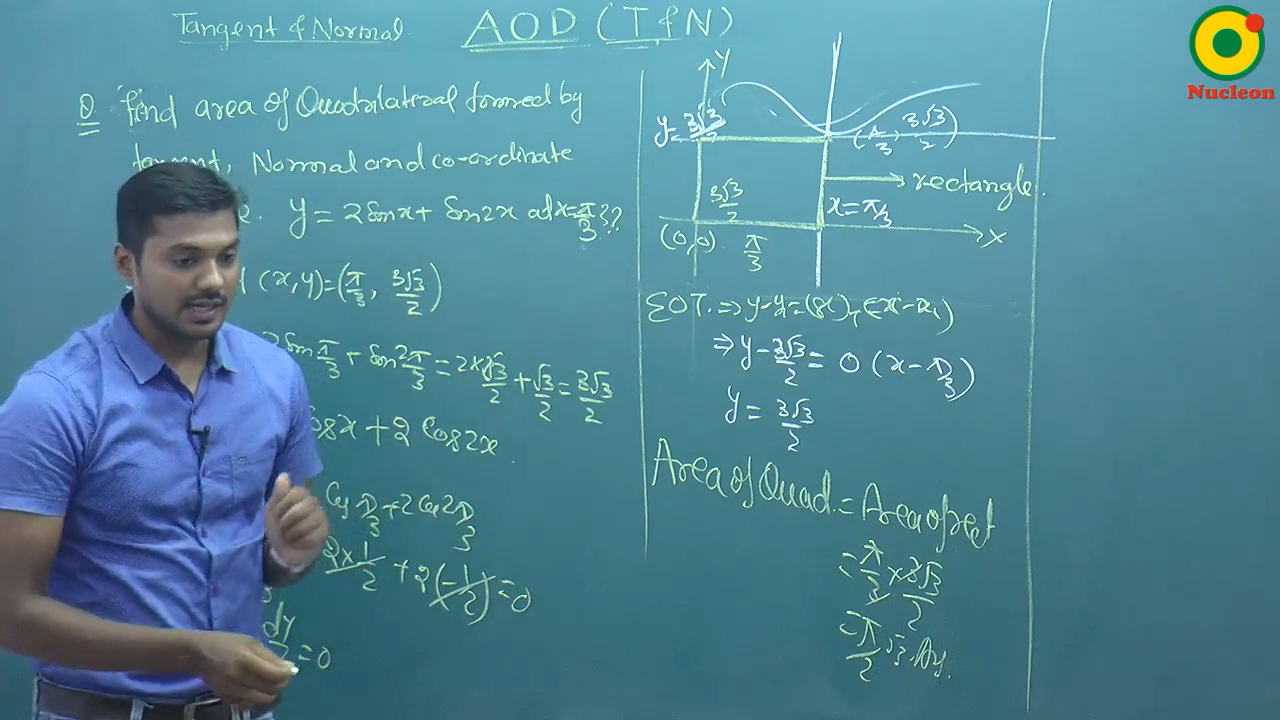 Tangent & Normal
AOD (T & N)
Nucleon
Q Find area of Quadrilateral formed by
tangent, Normal and co-ordinate
y = 2 Sin x + Sin 2x at x = π/3 ??
(x, y) = (π/3, 3√3/2)
2 Sin π/3 + Sin 2π/3 = 2 × √3/2 + √3/2 = 3√3/2
Cos x + 2 Cos 2x
Cos π/3 + 2 Cos 2π/3
2 × 1/2 + 2(-1/2) = 0
dy
= 0
Y
y = 3√3/2
(π/3, 3√3/2)
rectangle.
3√3/2
x = π/3
(0,0)
π/3
X
EOT. ⇒
⇒ y - 3√3/2 = 0 (x - π/3)
y = 3√3/2
Area of Quad. = Area of rect
= π/3 × 3√3/2
= π/2 √3